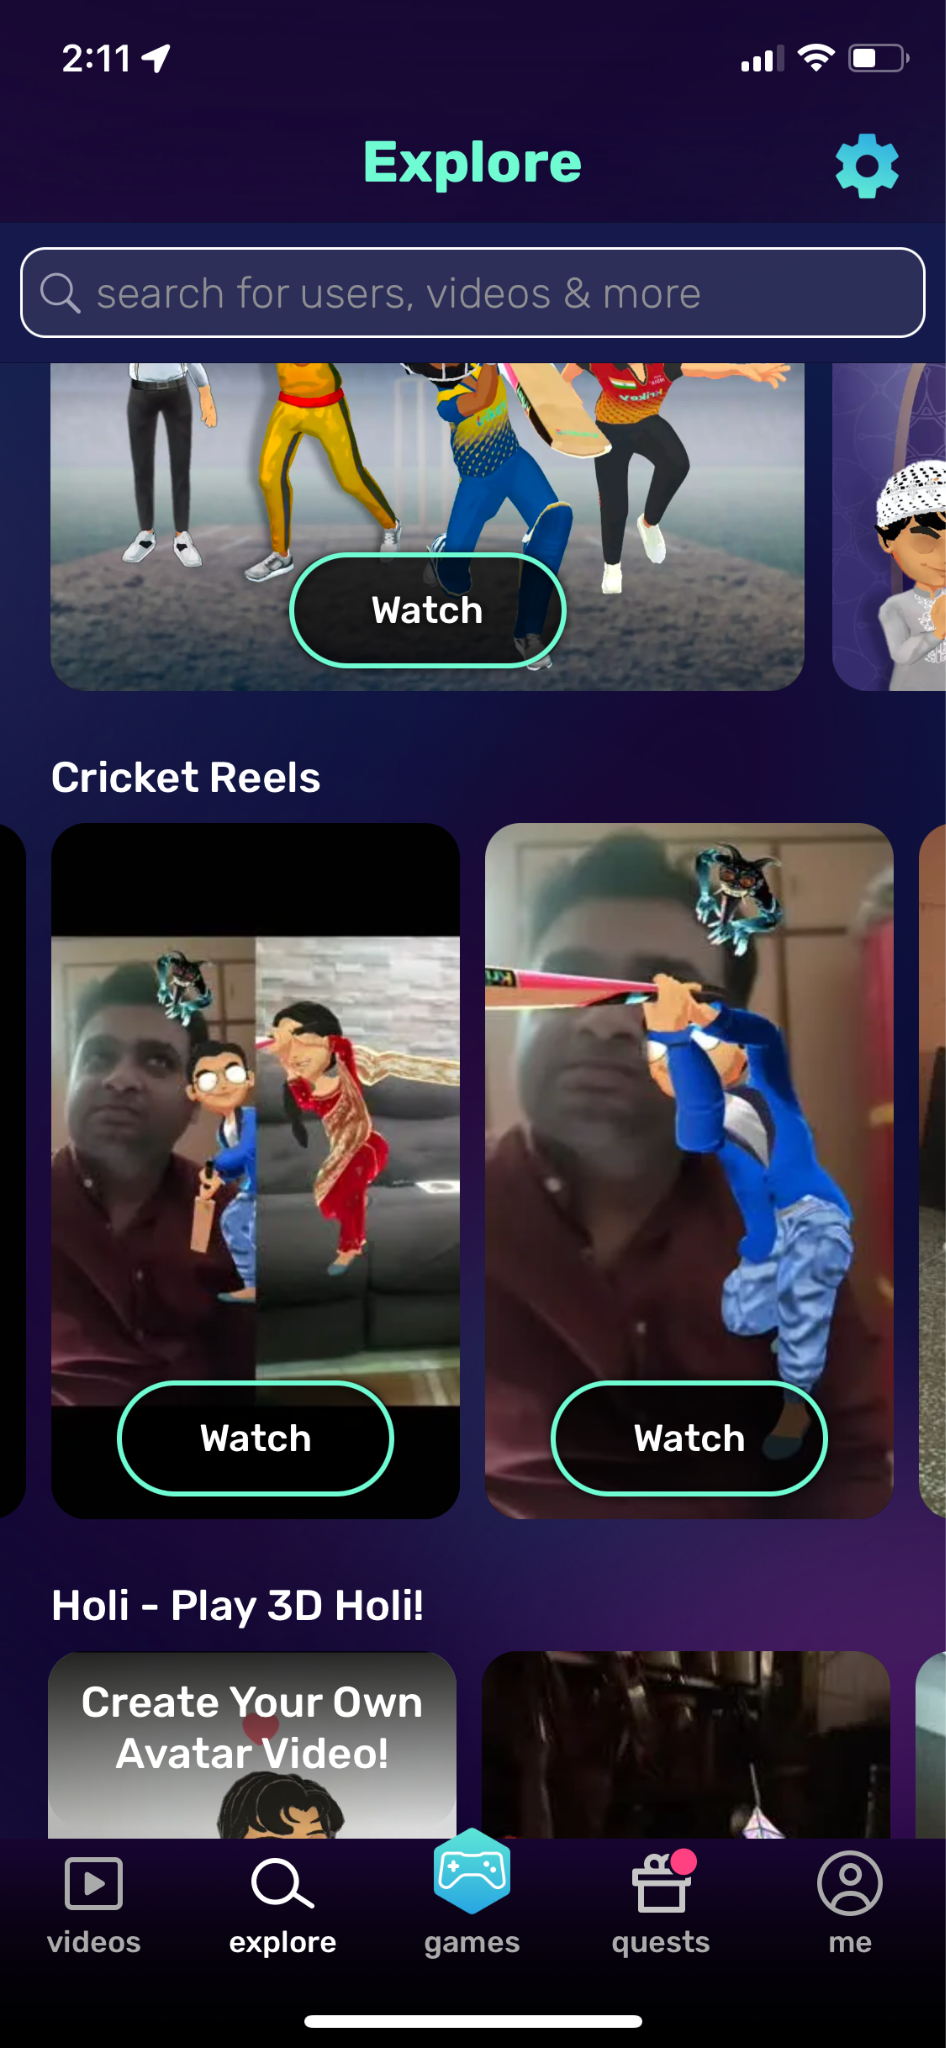 2:11
Explore
search for users, videos & more
krikey
Watch
Cricket Reels
Watch
Watch
Holi - Play 3D Holi!
Create Your Own
Avatar Video!
videos
explore
games
quests
me